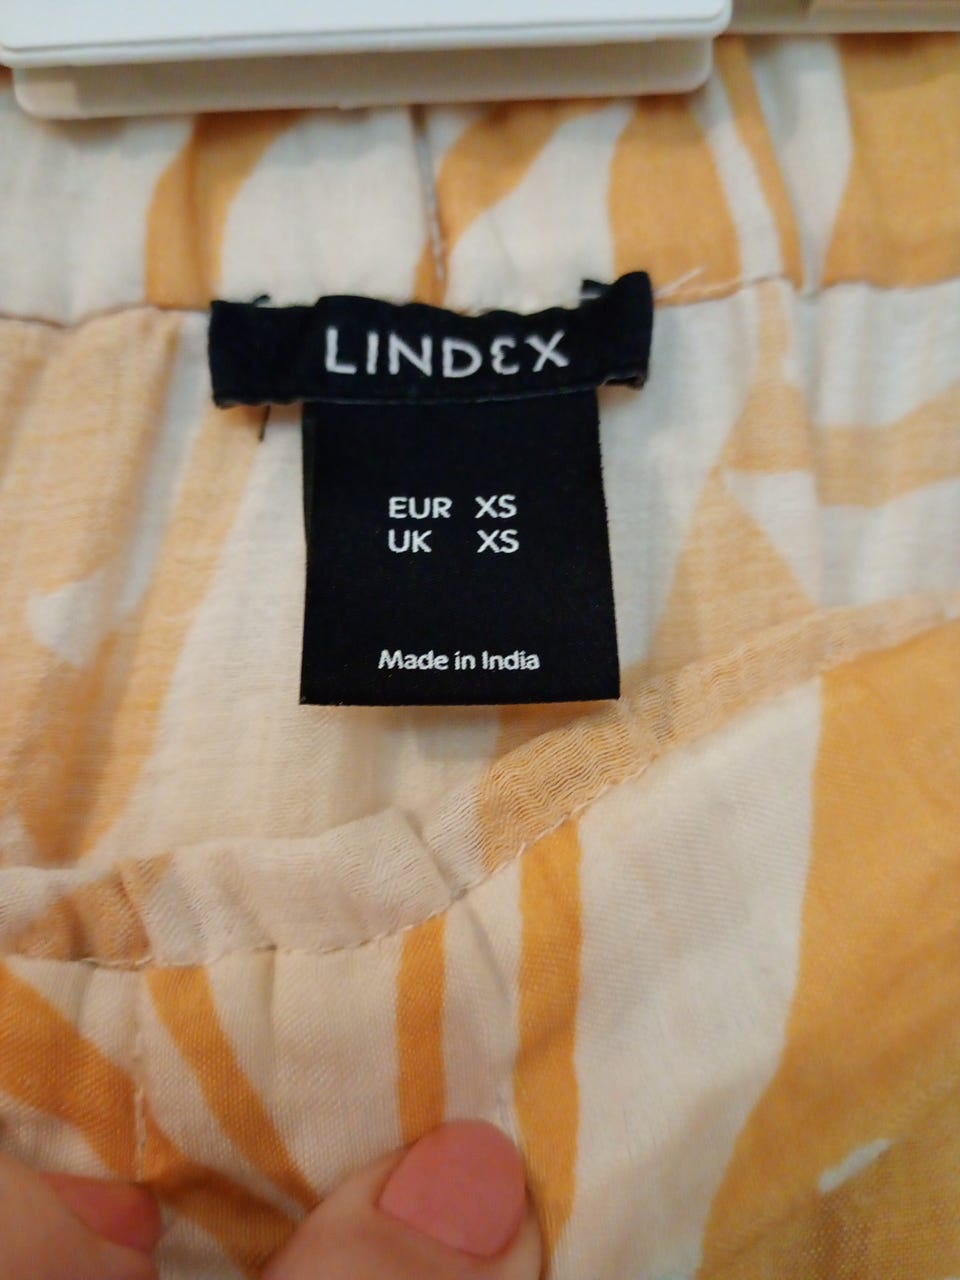 LINDEX
EUR XS
UK XS
Made in India